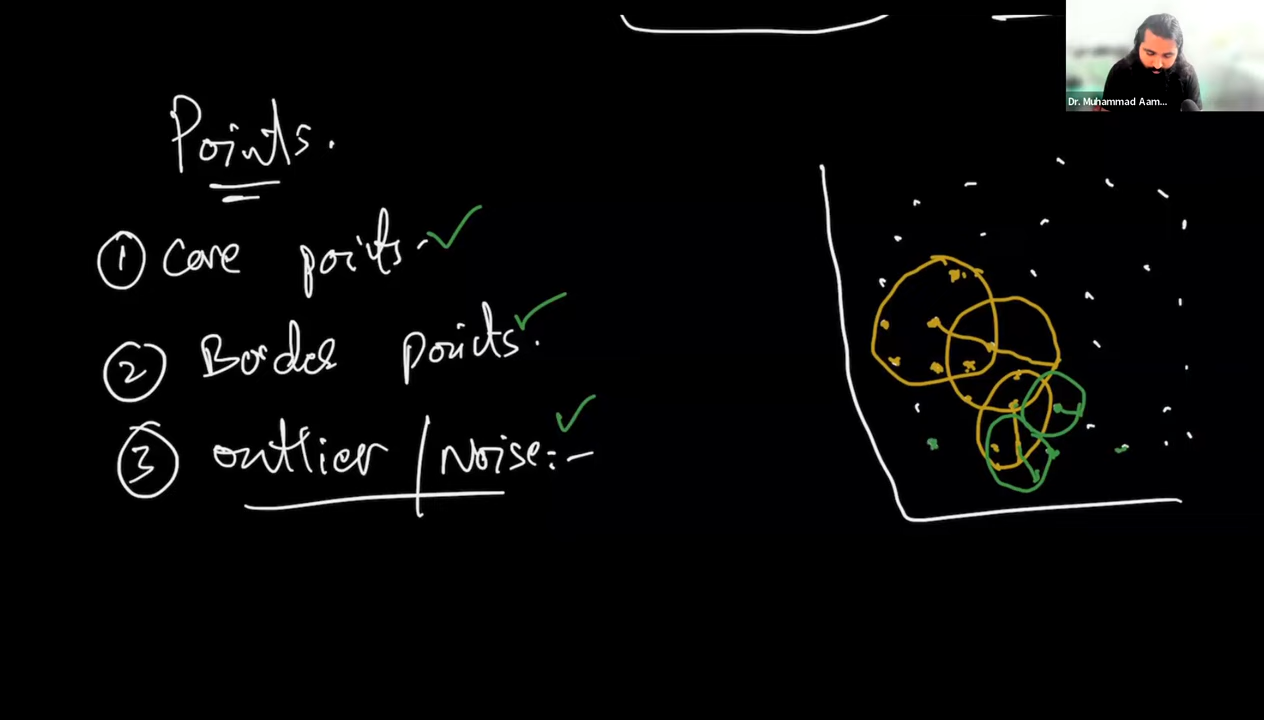 Dr. Muhammad Aam...
Points.
① Core points -
② Border points.
③ outlier / Noise:-